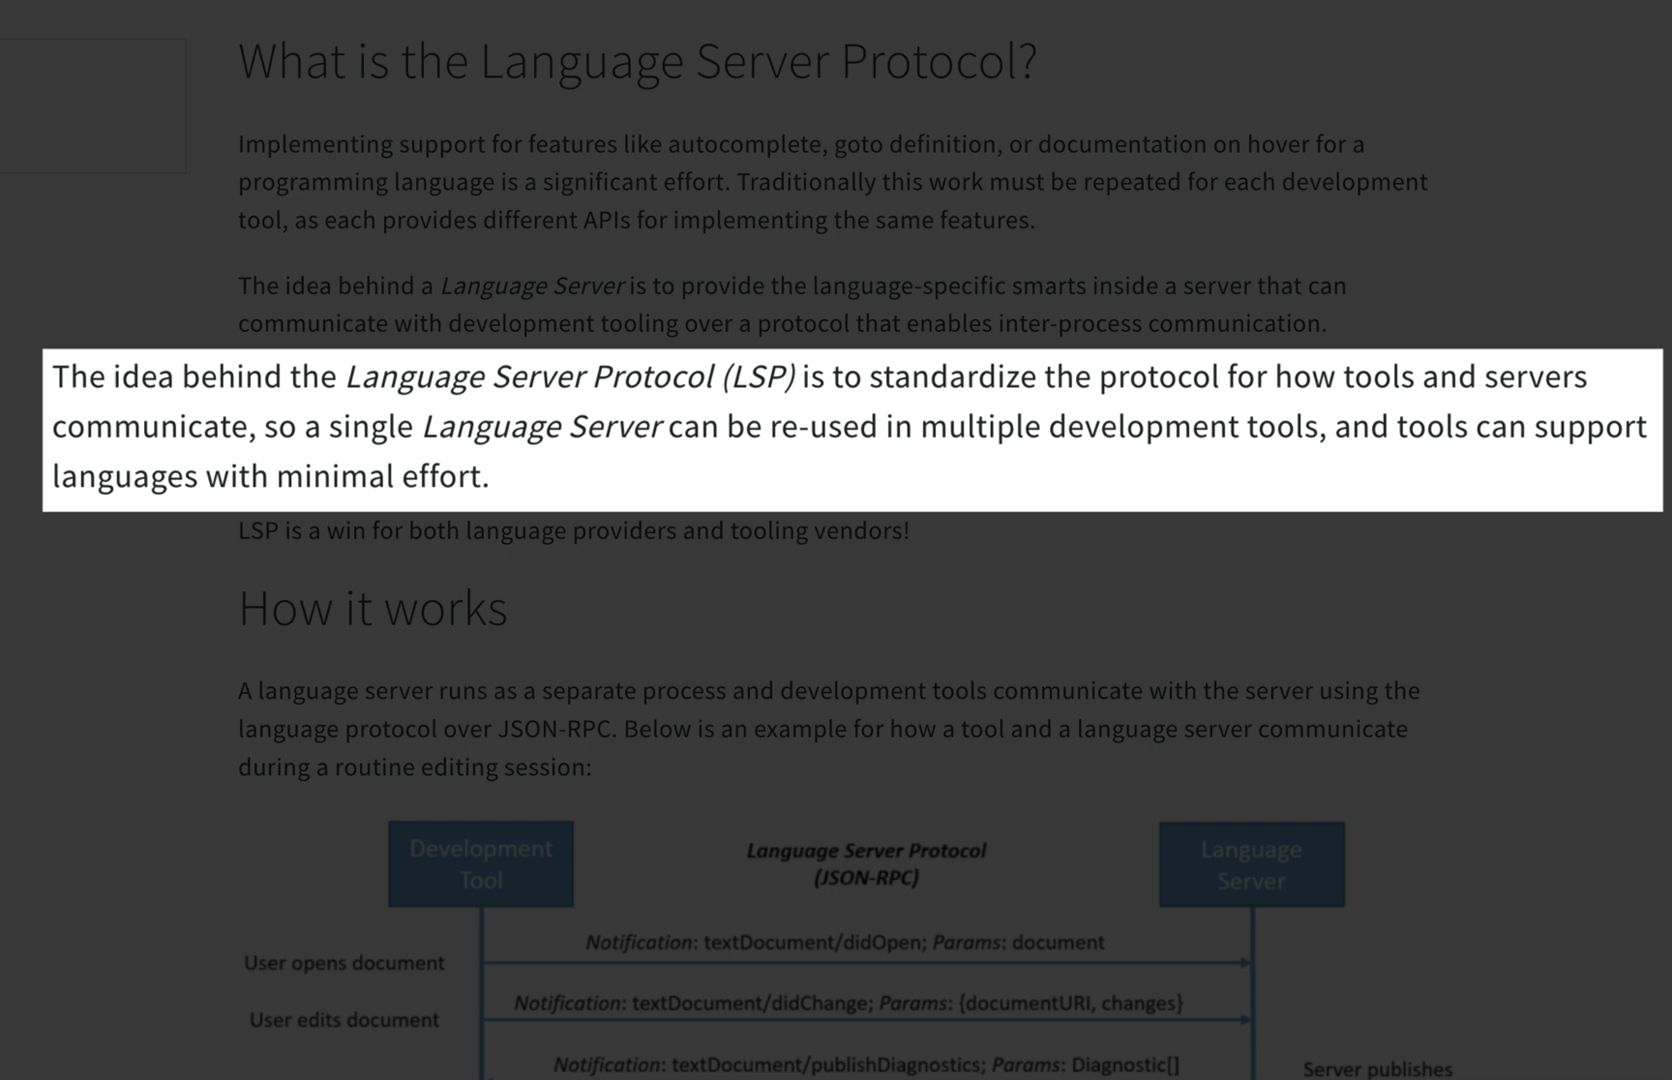 What is the Language Server Protocol?
Implementing support for features like autocomplete, goto definition, or documentation on hover for a
programming language is a significant effort. Traditionally this work must be repeated for each development
tool, as each provides different APIs for implementing the same features.
The idea behind a Language Server is to provide the language-specific smarts inside a server that can
communicate with development tooling over a protocol that enables inter-process communication.
The idea behind the Language Server Protocol (LSP) is to standardize the protocol for how tools and servers
communicate, so a single Language Server can be re-used in multiple development tools, and tools can support
languages with minimal effort.
LSP is a win for both language providers and tooling vendors!
How it works
A language server runs as a separate process and development tools communicate with the server using the
language protocol over JSON-RPC. Below is an example for how a tool and a language server communicate
during a routine editing session:
Development
Tool
Language Server Protocol
(JSON-RPC)
Language
Server
Notification: textDocument/didOpen; Params: document
User opens document
Notification: textDocument/didChange; Params: {documentURI, changes}
User edits document
Notification: textDocument/publishDiagnostics; Params: Diagnostic[]
Server publishes